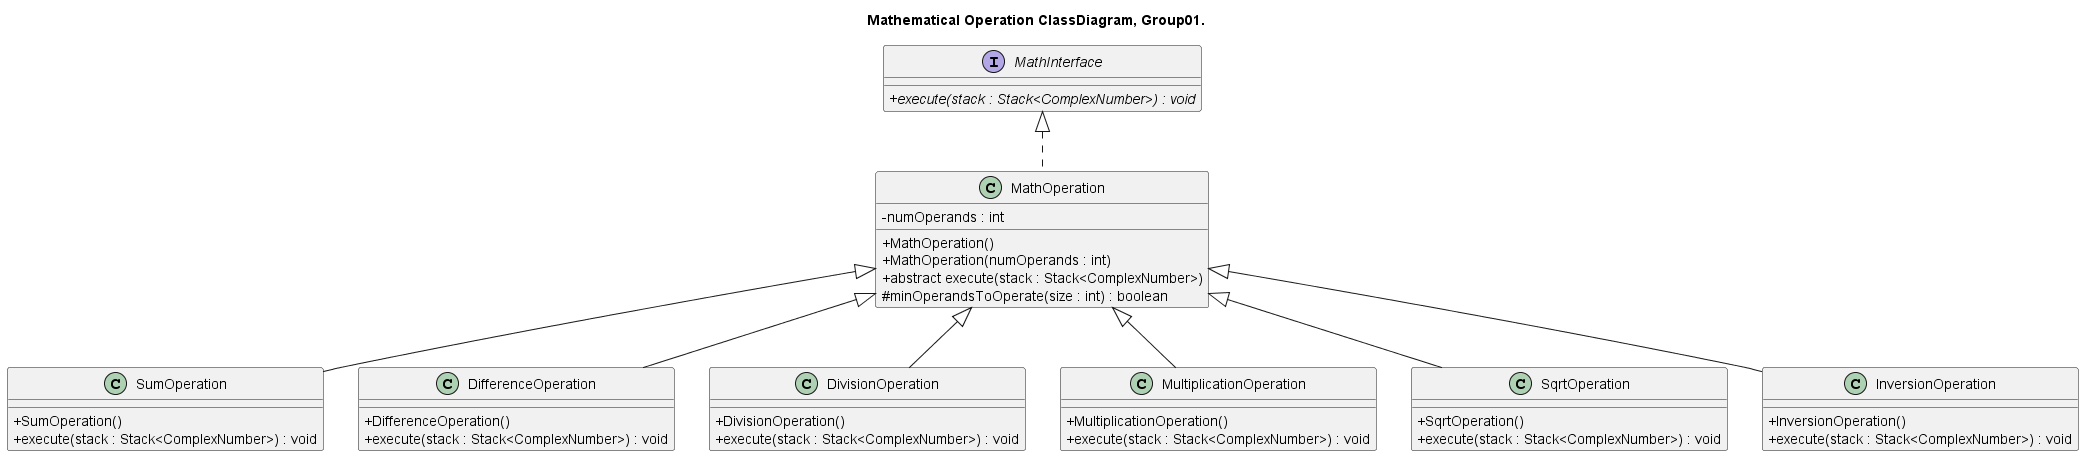 Mathematical Operation ClassDiagram, Group01.
I MathInterface
+execute(stack : Stack<ComplexNumber>) : void
C MathOperation
-numOperands : int
+MathOperation()
+MathOperation(numOperands : int)
+abstract execute(stack : Stack<ComplexNumber>)
#minOperandsToOperate(size : int) : boolean
C SumOperation
+SumOperation()
+execute(stack : Stack<ComplexNumber>) : void
C DifferenceOperation
+DifferenceOperation()
+execute(stack : Stack<ComplexNumber>) : void
C DivisionOperation
+DivisionOperation()
+execute(stack : Stack<ComplexNumber>) : void
C MultiplicationOperation
+MultiplicationOperation()
+execute(stack : Stack<ComplexNumber>) : void
C SqrtOperation
+SqrtOperation()
+execute(stack : Stack<ComplexNumber>) : void
C InversionOperation
+InversionOperation()
+execute(stack : Stack<ComplexNumber>) : void